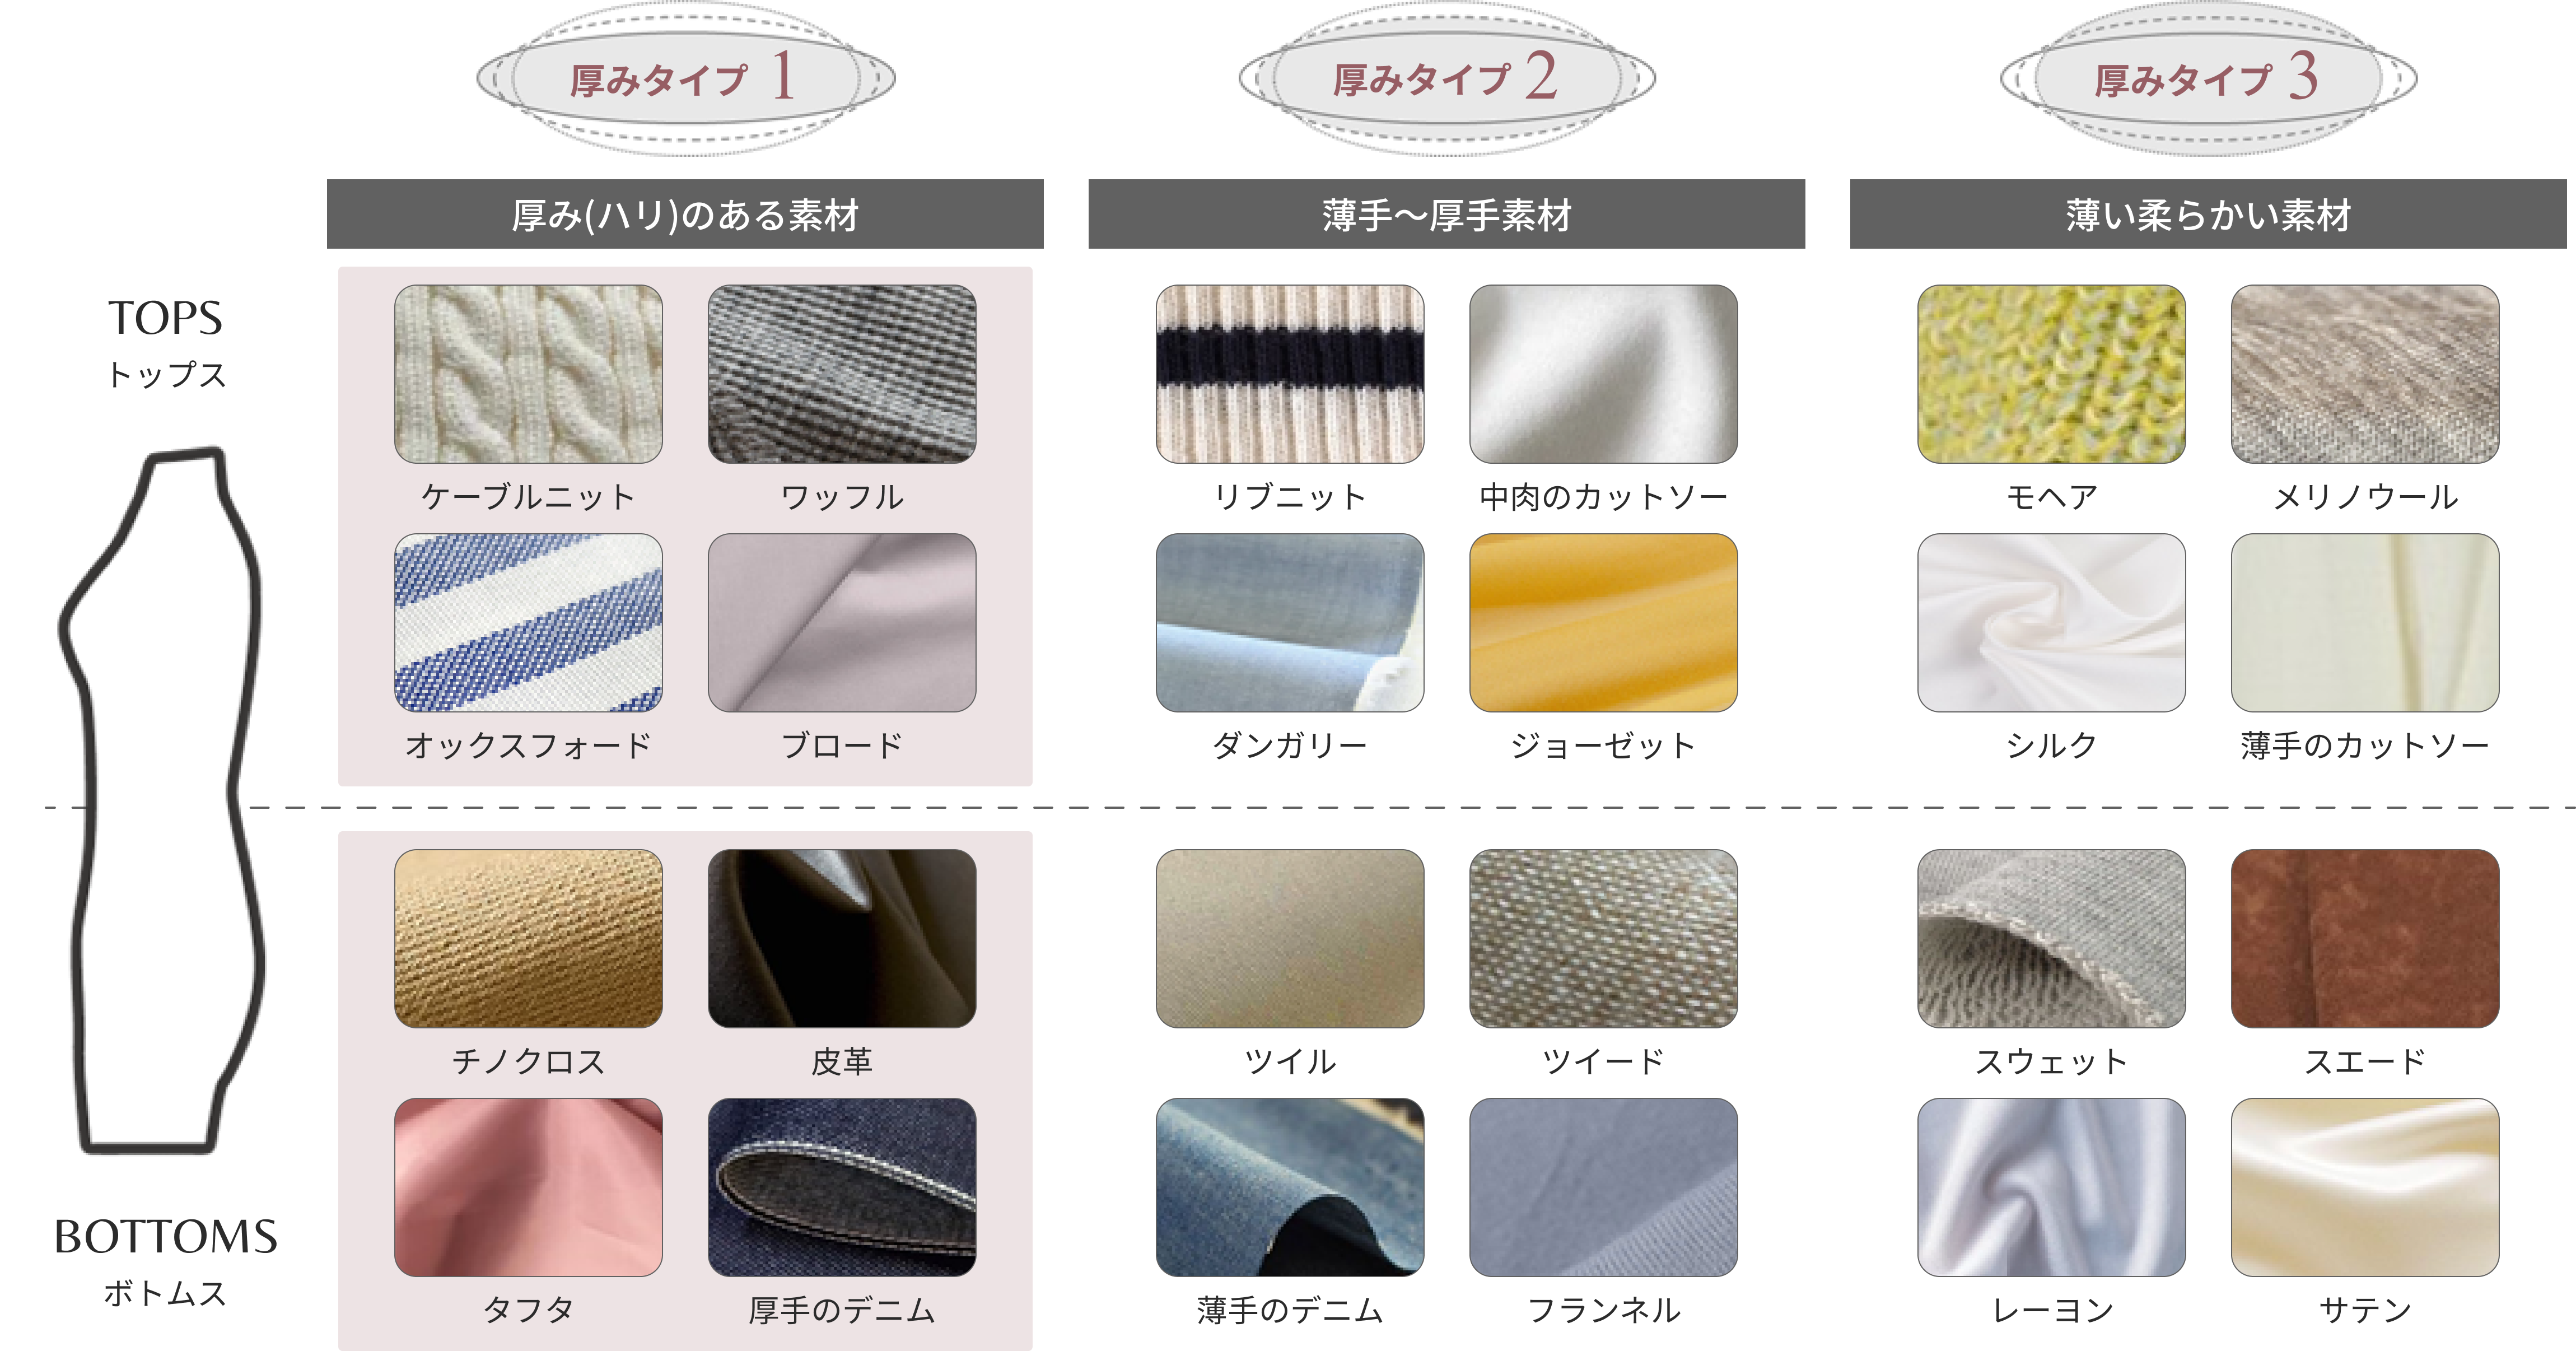 厚みタイプ 1
厚みタイプ 2
厚みタイプ 3
厚み(ハリ)のある素材
薄手～厚手素材
薄い柔らかい素材
TOPS
トップス
ケーブルニット
ワッフル
リブニット
中肉のカットソー
モヘア
メリノウール
オックスフォード
ブロード
ダンガリー
ジョーゼット
シルク
薄手のカットソー
チノクロス
皮革
ツイル
ツイード
スウェット
スエード
BOTTOMS
ボトムス
タフタ
厚手のデニム
薄手のデニム
フランネル
レーヨン
サテン